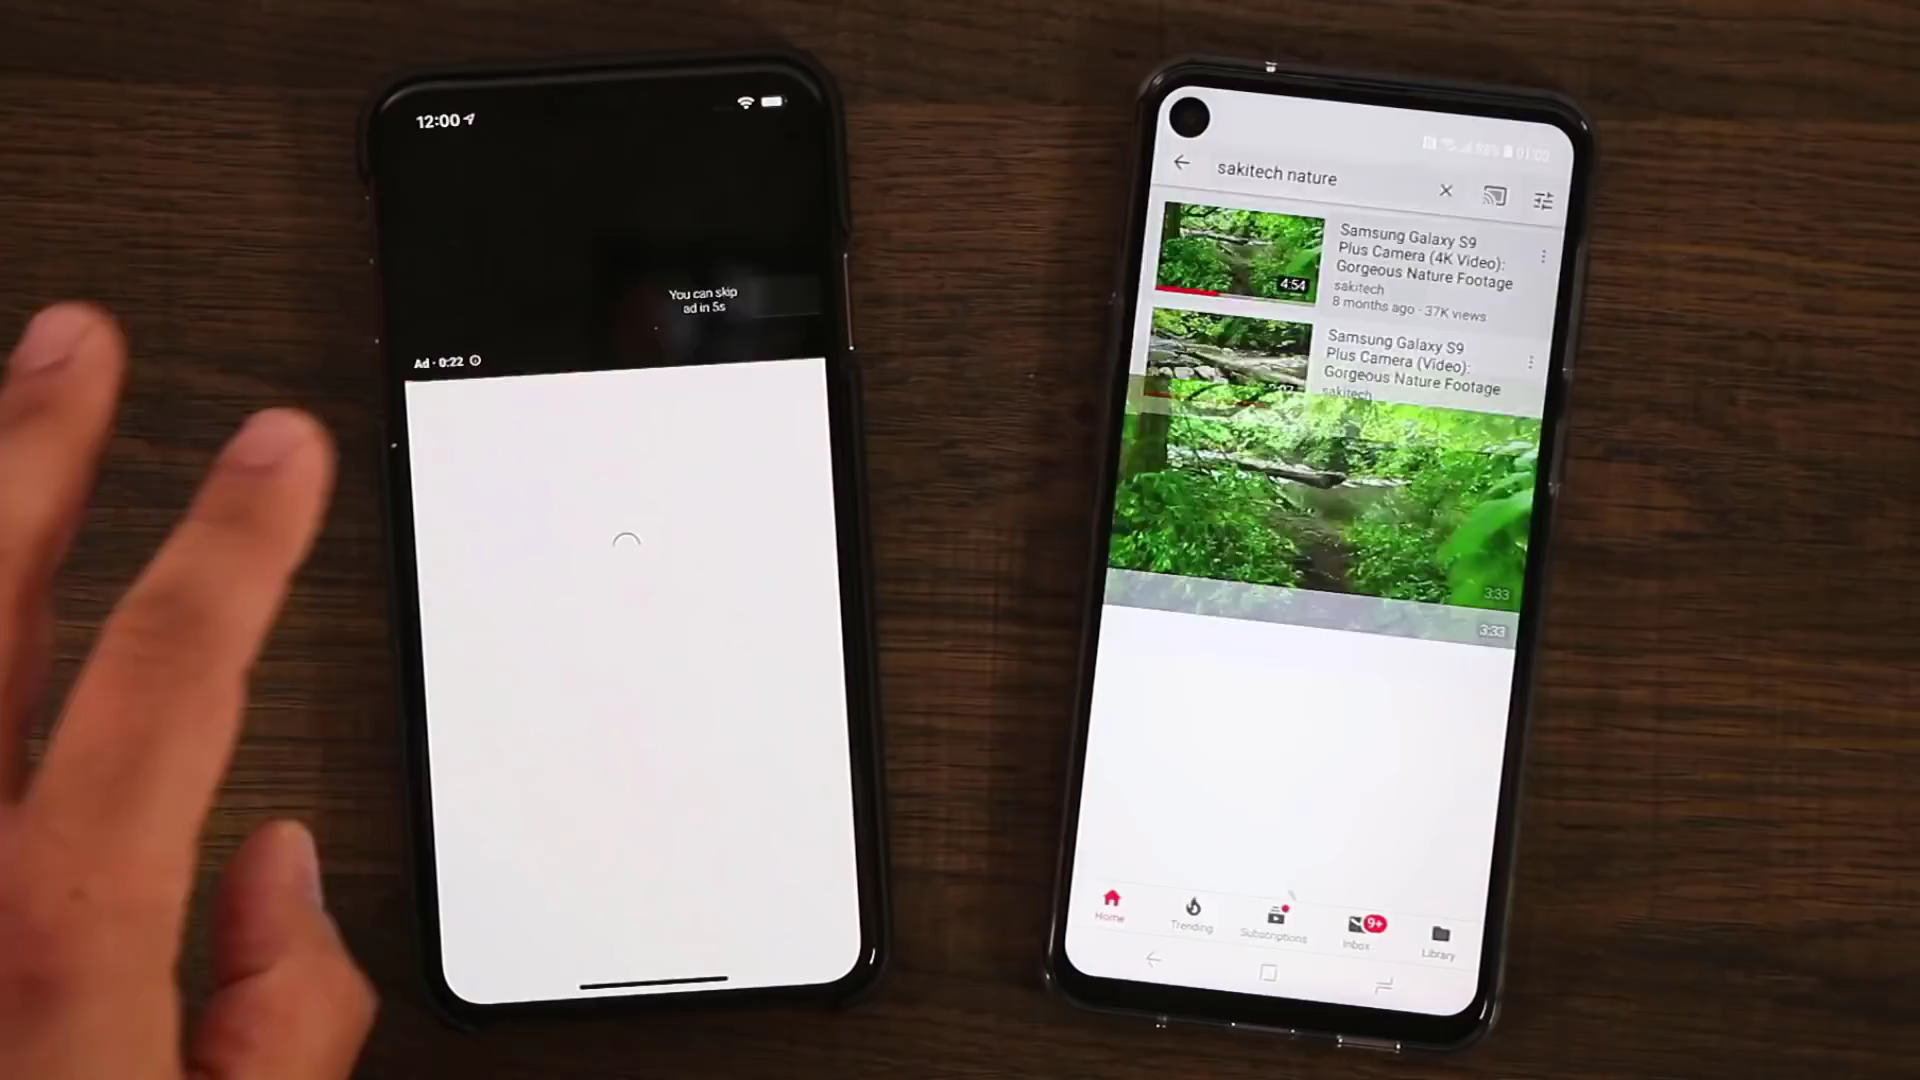 12:00
You can skip
ad in 5s
Ad · 0:22
01:00
sakitech nature
Samsung Galaxy S9
Plus Camera (4K Video):
Gorgeous Nature Footage
sakitech
8 months ago · 37K views
4:54
Samsung Galaxy S9
Plus Camera (Video):
Gorgeous Nature Footage
sakitech
3:33
3:33
Home
Trending
Subscriptions
9+
Inbox
Library